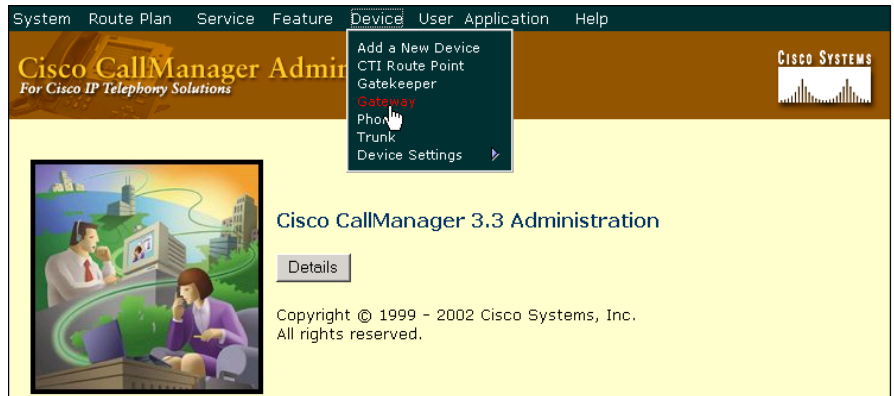 System Route Plan Service Feature Device User Application Help
Add a New Device
CTI Route Point
Gatekeeper
Gateway
Trunk
Device Settings
Cisco CallManager Admin
For Cisco IP Telephony Solutions
CISCO SYSTEMS
Cisco CallManager 3.3 Administration
Details
Copyright © 1999 - 2002 Cisco Systems, Inc.
All rights reserved.